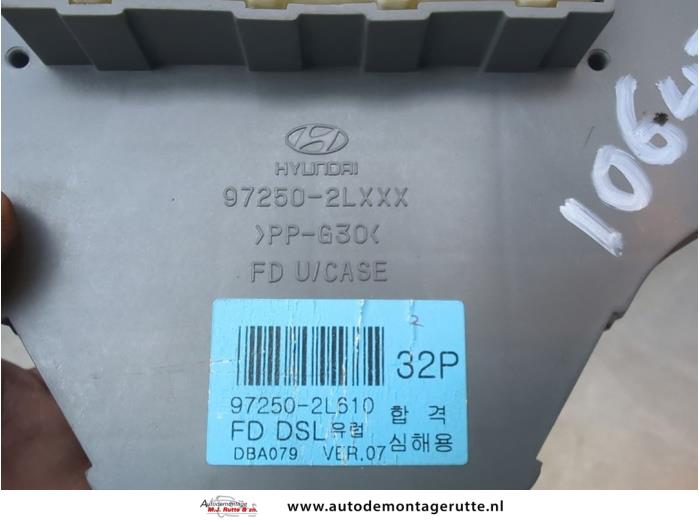 HYUNDAI
97250-2LXXX
>PP-G30<
FD U/CASE
2
32P
97250-2L610
합 격
FD DSL 유럽
심해용
DBA079 VER.07
Autodemontage
M.J. Rutte & zn.
www.autodemontagerutte.nl